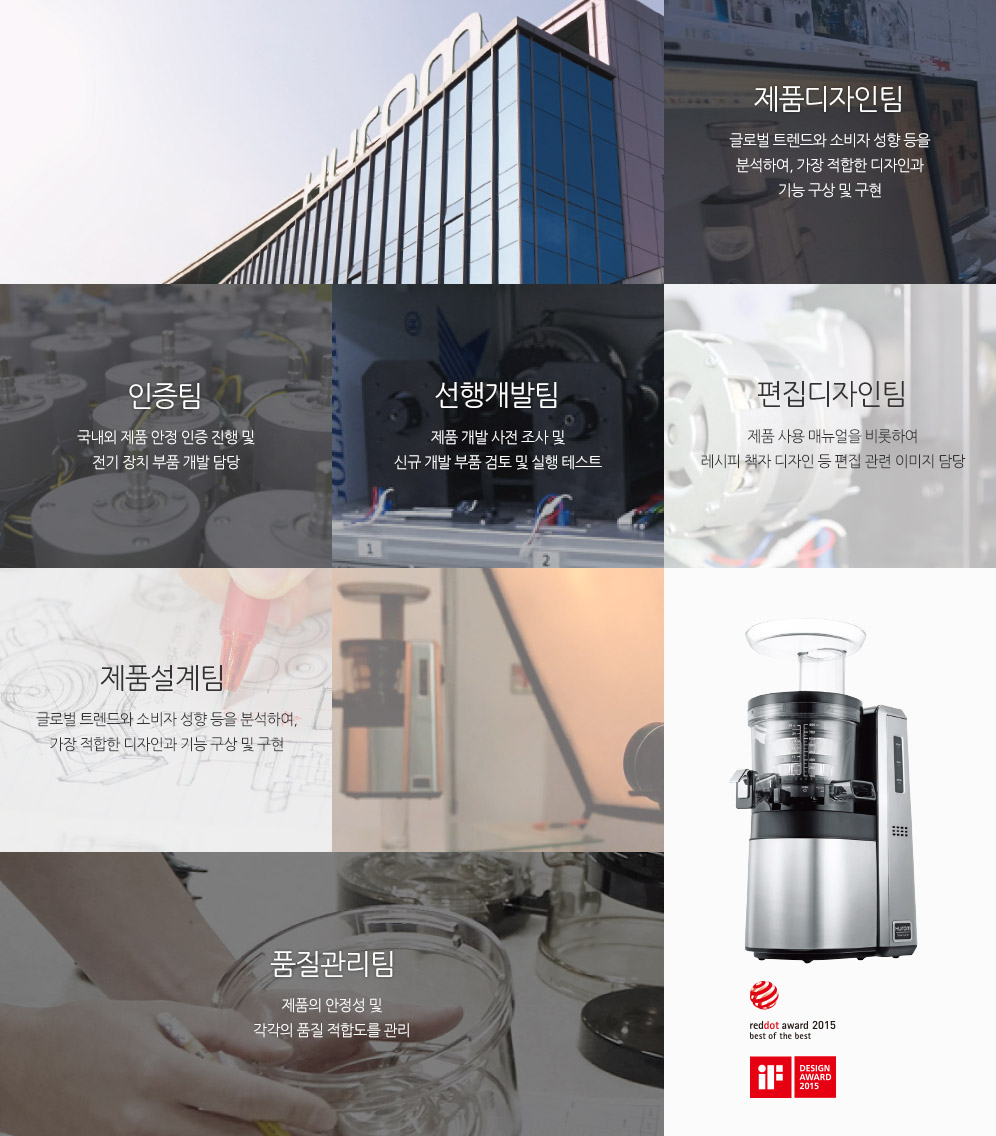 HUROM
제품디자인팀
글로벌 트렌드와 소비자 성향 등을
분석하여, 가장 적합한 디자인과
기능 구상 및 구현
인증팀
국내외 제품 안정 인증 진행 및
전기 장치 부품 개발 담당
선행개발팀
제품 개발 사전 조사 및
신규 개발 부품 검토 및 실행 테스트
1
2
편집디자인팀
제품 사용 매뉴얼을 비롯하여
레시피 책자 디자인 등 편집 관련 이미지 담당
제품설계팀
글로벌 트렌드와 소비자 성향 등을 분석하여,
가장 적합한 디자인과 기능 구상 및 구현
품질관리팀
제품의 안정성 및
각각의 품질 적합도를 관리
HUROM
reddot award 2015
best of the best
iF
DESIGN
AWARD
2015